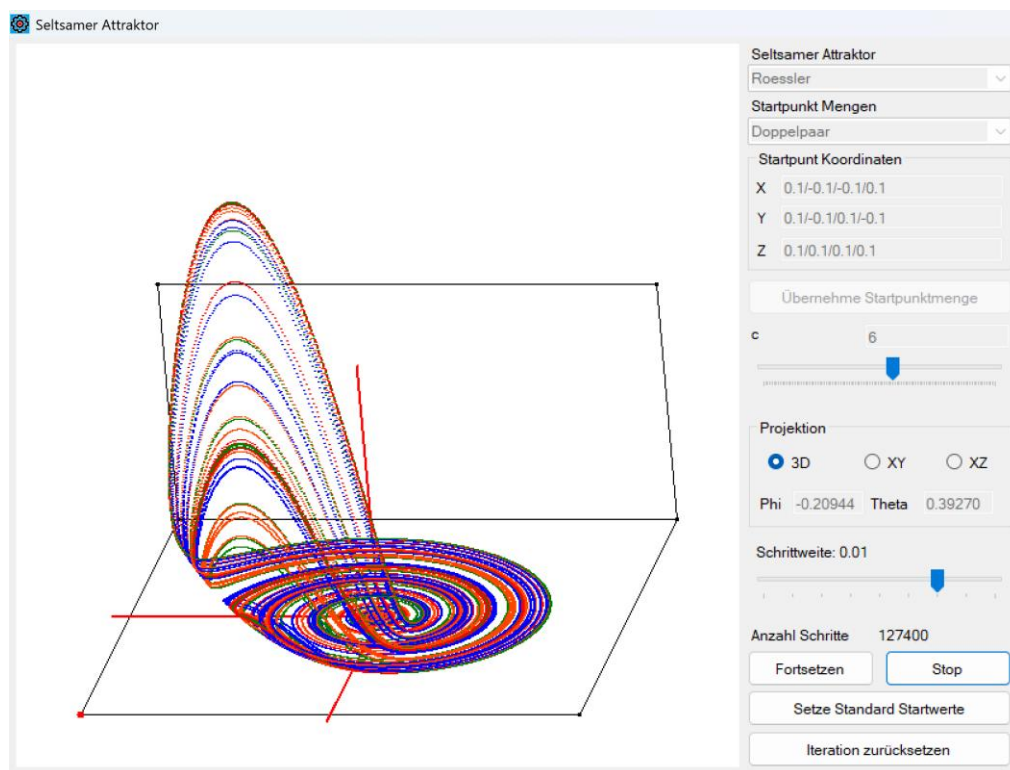 Seltsamer Attraktor
Seltsamer Attraktor
Roessler
Startpunkt Mengen
Doppelpaar
Startpunt Koordinaten
X 0.1/-0.1/-0.1/0.1
Y 0.1/-0.1/0.1/-0.1
Z 0.1/0.1/0.1/0.1
Übernehme Startpunktmenge
c 6
Projektion
3D XY XZ
Phi -0.20944 Theta 0.39270
Schrittweite: 0.01
Anzahl Schritte 127400
Fortsetzen Stop
Setze Standard Startwerte
Iteration zurücksetzen